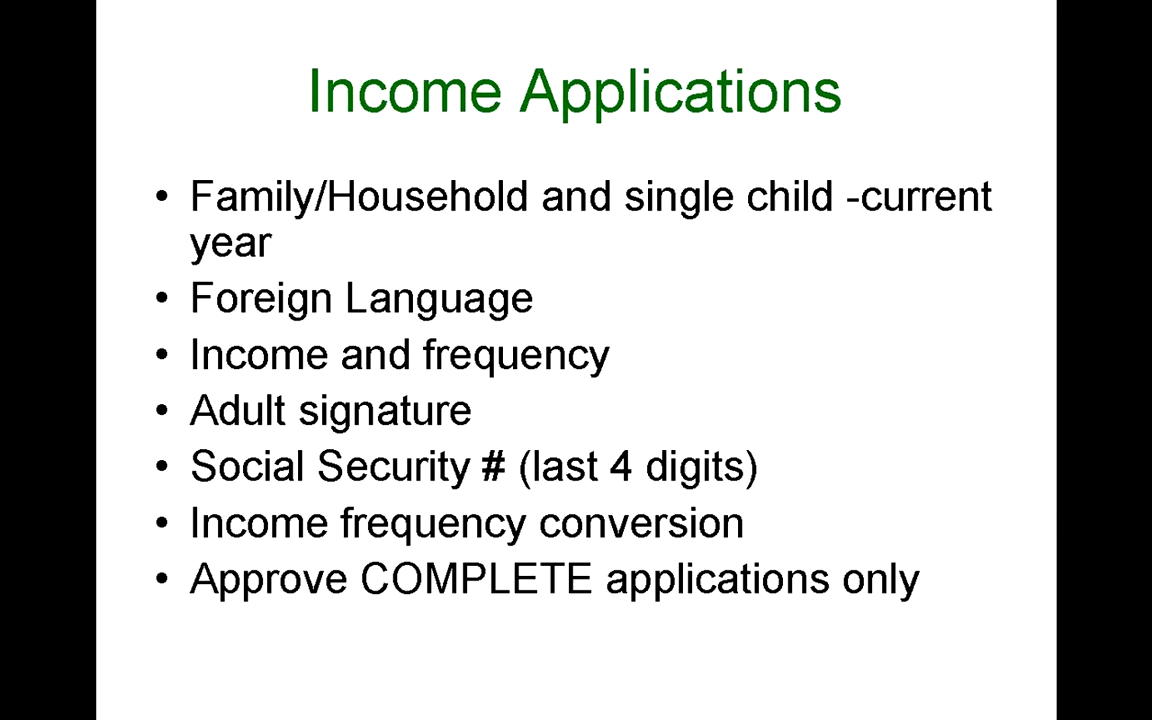 Income Applications
• Family/Household and single child -current
year
• Foreign Language
• Income and frequency
• Adult signature
• Social Security # (last 4 digits)
• Income frequency conversion
• Approve COMPLETE applications only